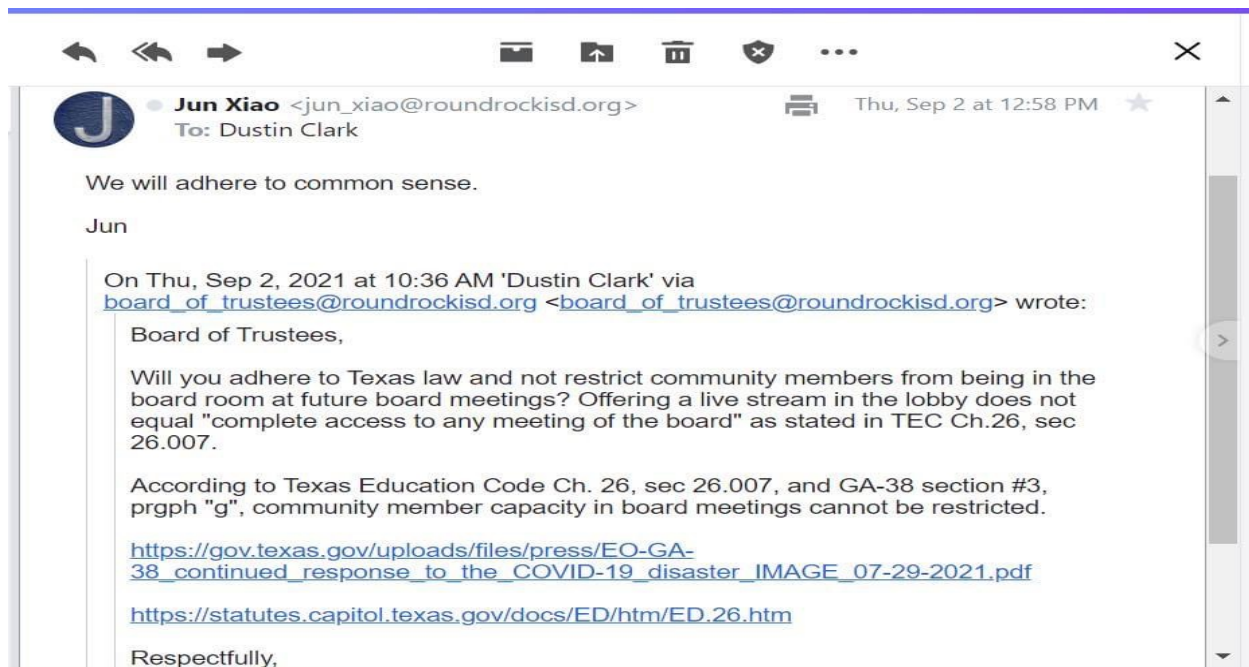 J
Jun Xiao <jun_xiao@roundrockisd.org>
Thu, Sep 2 at 12:58 PM
To: Dustin Clark
We will adhere to common sense.
Jun
On Thu, Sep 2, 2021 at 10:36 AM 'Dustin Clark' via
board_of_trustees@roundrockisd.org <board_of_trustees@roundrockisd.org> wrote:
Board of Trustees,
Will you adhere to Texas law and not restrict community members from being in the
board room at future board meetings? Offering a live stream in the lobby does not
equal "complete access to any meeting of the board" as stated in TEC Ch.26, sec
26.007.
According to Texas Education Code Ch. 26, sec 26.007, and GA-38 section #3,
prgph "g", community member capacity in board meetings cannot be restricted.
https://gov.texas.gov/uploads/files/press/EO-GA-
38_continued_response_to_the_COVID-19_disaster_IMAGE_07-29-2021.pdf
https://statutes.capitol.texas.gov/docs/ED/htm/ED.26.htm
Respectfully,